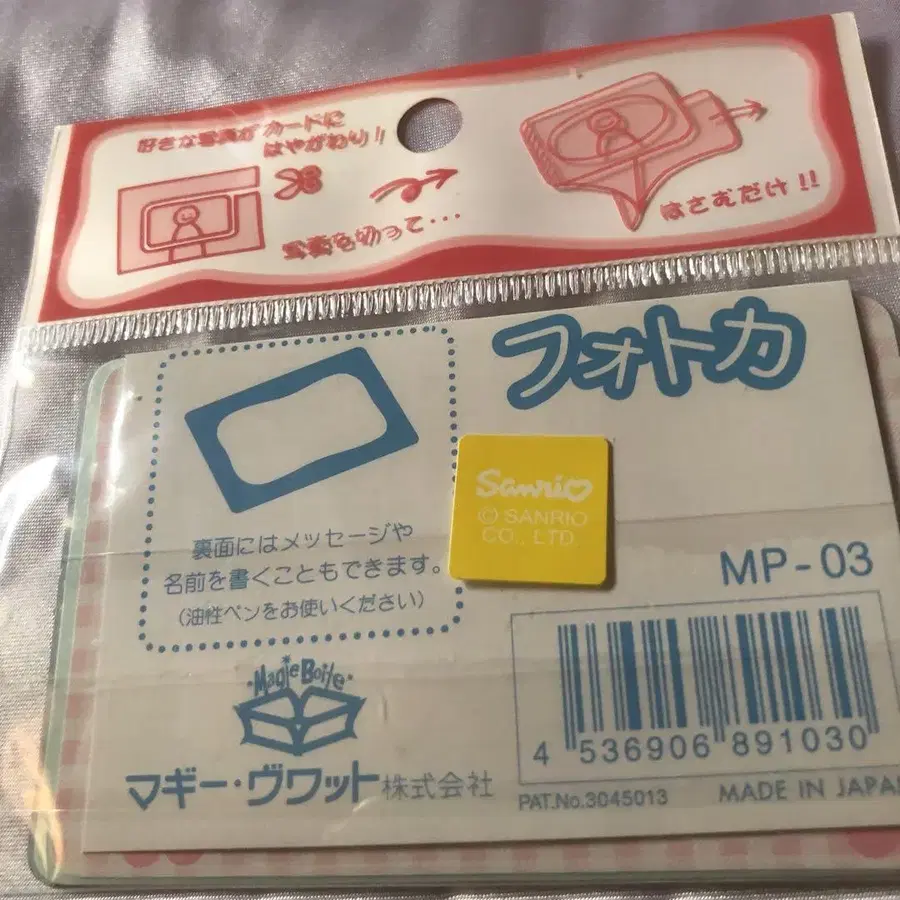 好きな写真が カードに
はやがわり!!
写真を切って・・・
はさむだけ!!
フォトカ
裏面にはメッセージや
名前を書くこともできます。
(油性ペンをお使いください)
Sanrio
© SANRIO
CO., LTD.
MP-03
Magie Boite
マギー・ヴワット株式会社
4 536906 891030
PAT.No.3045013
MADE IN JAPAN